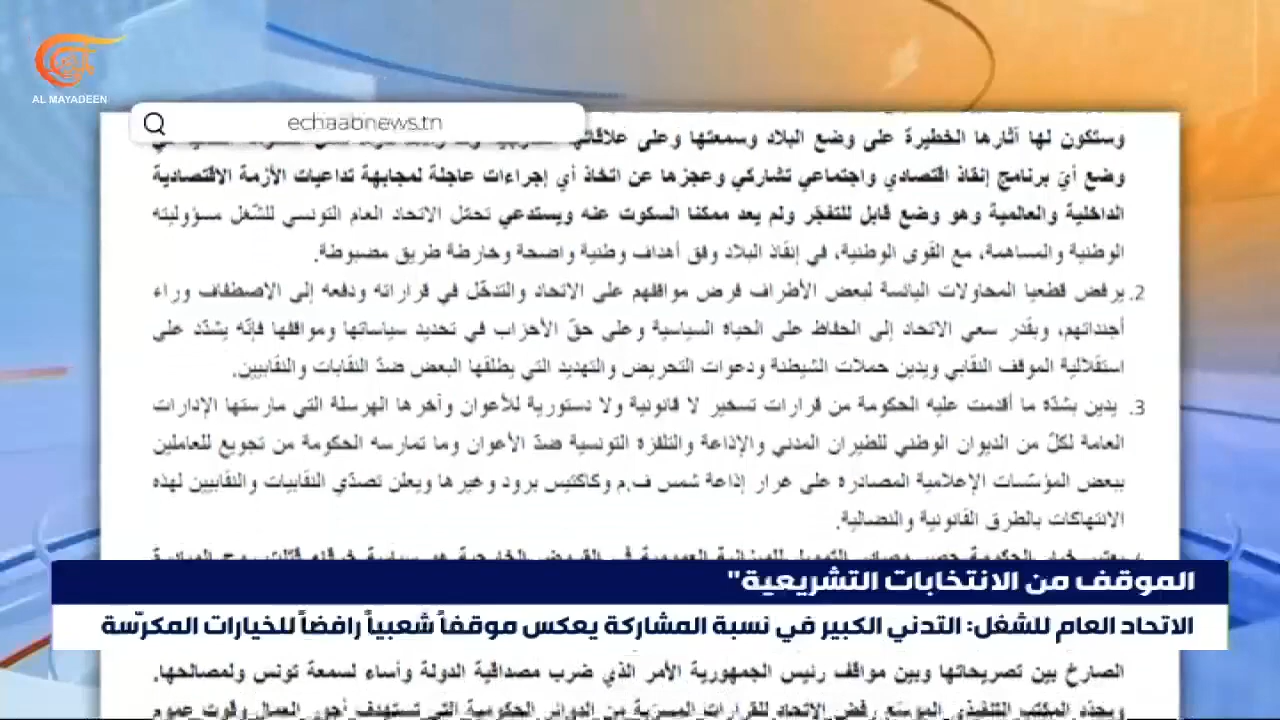 AL MAYADEEN
echaabnews.tn
وستكون لها آثارها الخطيرة على وضع البلاد وسمعتها وعلى
وضع أيّ برنامج إنقاذ اقتصادي واجتماعي تشاركي وعجزها عن اتخاذ أي إجراءات عاجلة لمجابهة تداعيات الأزمة الاقتصادية
الداخلية والعالمية وهو وضع قابل للتفجّر ولم يعد ممكنا السكوت عنه ويستدعي تحمّل الاتحاد العام التونسي للشّغل مسؤوليته
الوطنية والمساهمة، مع القوى الوطنية، في إنقاذ البلاد وفق أهداف وطنية واضحة وخارطة طريق مضبوطة.
2. يرفض قطعيا المحاولات اليائسة لبعض الأطراف فرض مواقفهم على الاتحاد والتدخّل في قراراته ودفعه إلى الاصطفاف وراء
أجنداتهم، ويقدّر سعي الاتحاد إلى الحفاظ على الحياة السياسية وعلى حقّ الأحزاب في تحديد سياساتها ومواقفها فإنّه يشدّد على
استقلالية الموقف النقابي ويدين حملات الشيطنة ودعوات التحريض والتهديد التي يطلقها البعض ضدّ النقابات والنقابيين.
3. يدين بشدّة ما أقدمت عليه الحكومة من قرارات تسخير لا قانونية ولا دستورية للأعوان وآخرها الهرسلة التي مارستها الإدارات
العامة لكلّ من الديوان الوطني للطيران المدني والإذاعة والتلفزة التونسية ضدّ الأعوان وما تمارسه الحكومة من تجويع للعاملين
ببعض المؤسّسات الإعلامية المصادرة على غرار إذاعة شمس ف.م وكاكتيس برود وغيرها ويعلن تصدّي النقابيات والنقابيين لهذه
الانتهاكات بالطرق القانونية والنضالية.
الموقف من الانتخابات التشريعية"
الاتحاد العام للشغل: التدني الكبير في نسبة المشاركة يعكس موقفاً شعبياً رافضاً للخيارات المكرّسة
الصارخ بين تصريحاتها وبين مواقف رئيس الجمهورية الأمر الذي ضرب مصداقية الدولة وأساء لسمعة تونس ولمصالحها.